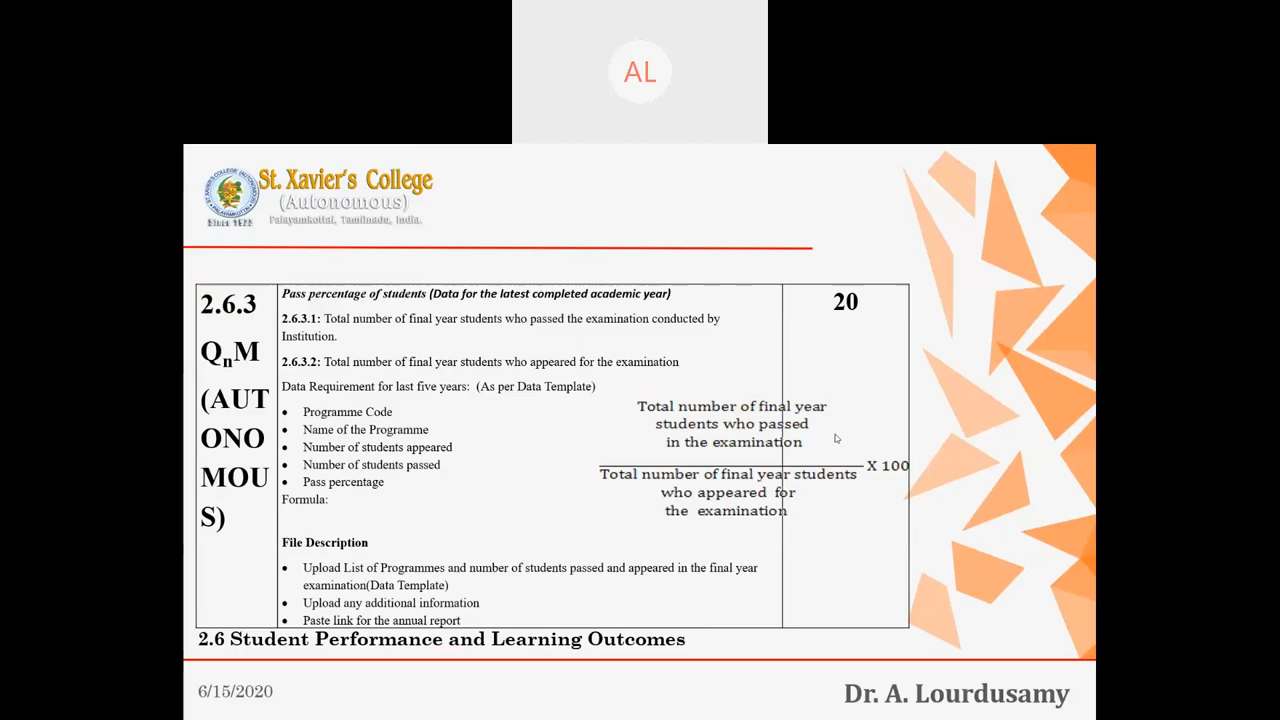 AL
St. Xavier's College
(Autonomous)
Palayamkottai, Tamilnadu, India.
Since 1923
2.6.3
QnM
(AUT
ONO
MOU
S)
Pass percentage of students (Data for the latest completed academic year)
2.6.3.1: Total number of final year students who passed the examination conducted by
Institution.
2.6.3.2: Total number of final year students who appeared for the examination
Data Requirement for last five years: (As per Data Template)
• Programme Code
• Name of the Programme
• Number of students appeared
• Number of students passed
• Pass percentage
Formula:
Total number of final year
students who passed
in the examination
Total number of final year students
who appeared for
the examination
X 100
File Description
• Upload List of Programmes and number of students passed and appeared in the final year
examination(Data Template)
• Upload any additional information
• Paste link for the annual report
20
2.6 Student Performance and Learning Outcomes
6/15/2020
Dr. A. Lourdusamy